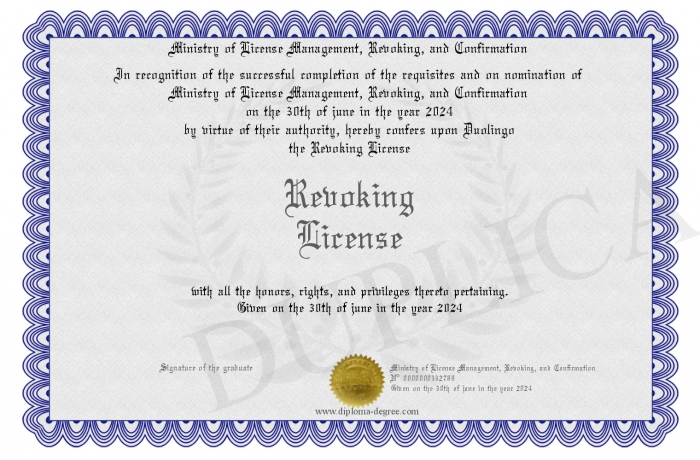 Ministry of License Management, Revoking, and Confirmation
In recognition of the successful completion of the requisites and on nomination of
Ministry of License Management, Revoking, and Confirmation
on the 30th of june in the year 2024
by virtue of their authority, hereby confers upon Duolingo
the Revoking License
Revoking
License
with all the honors, rights, and privileges thereto pertaining.
Given on the 30th of june in the year 2024
Signature of the graduate
Ministry of License Management, Revoking, and Confirmation
Given on the 30th of june in the year 2024
www.diploma-degree.com
DUPLICA